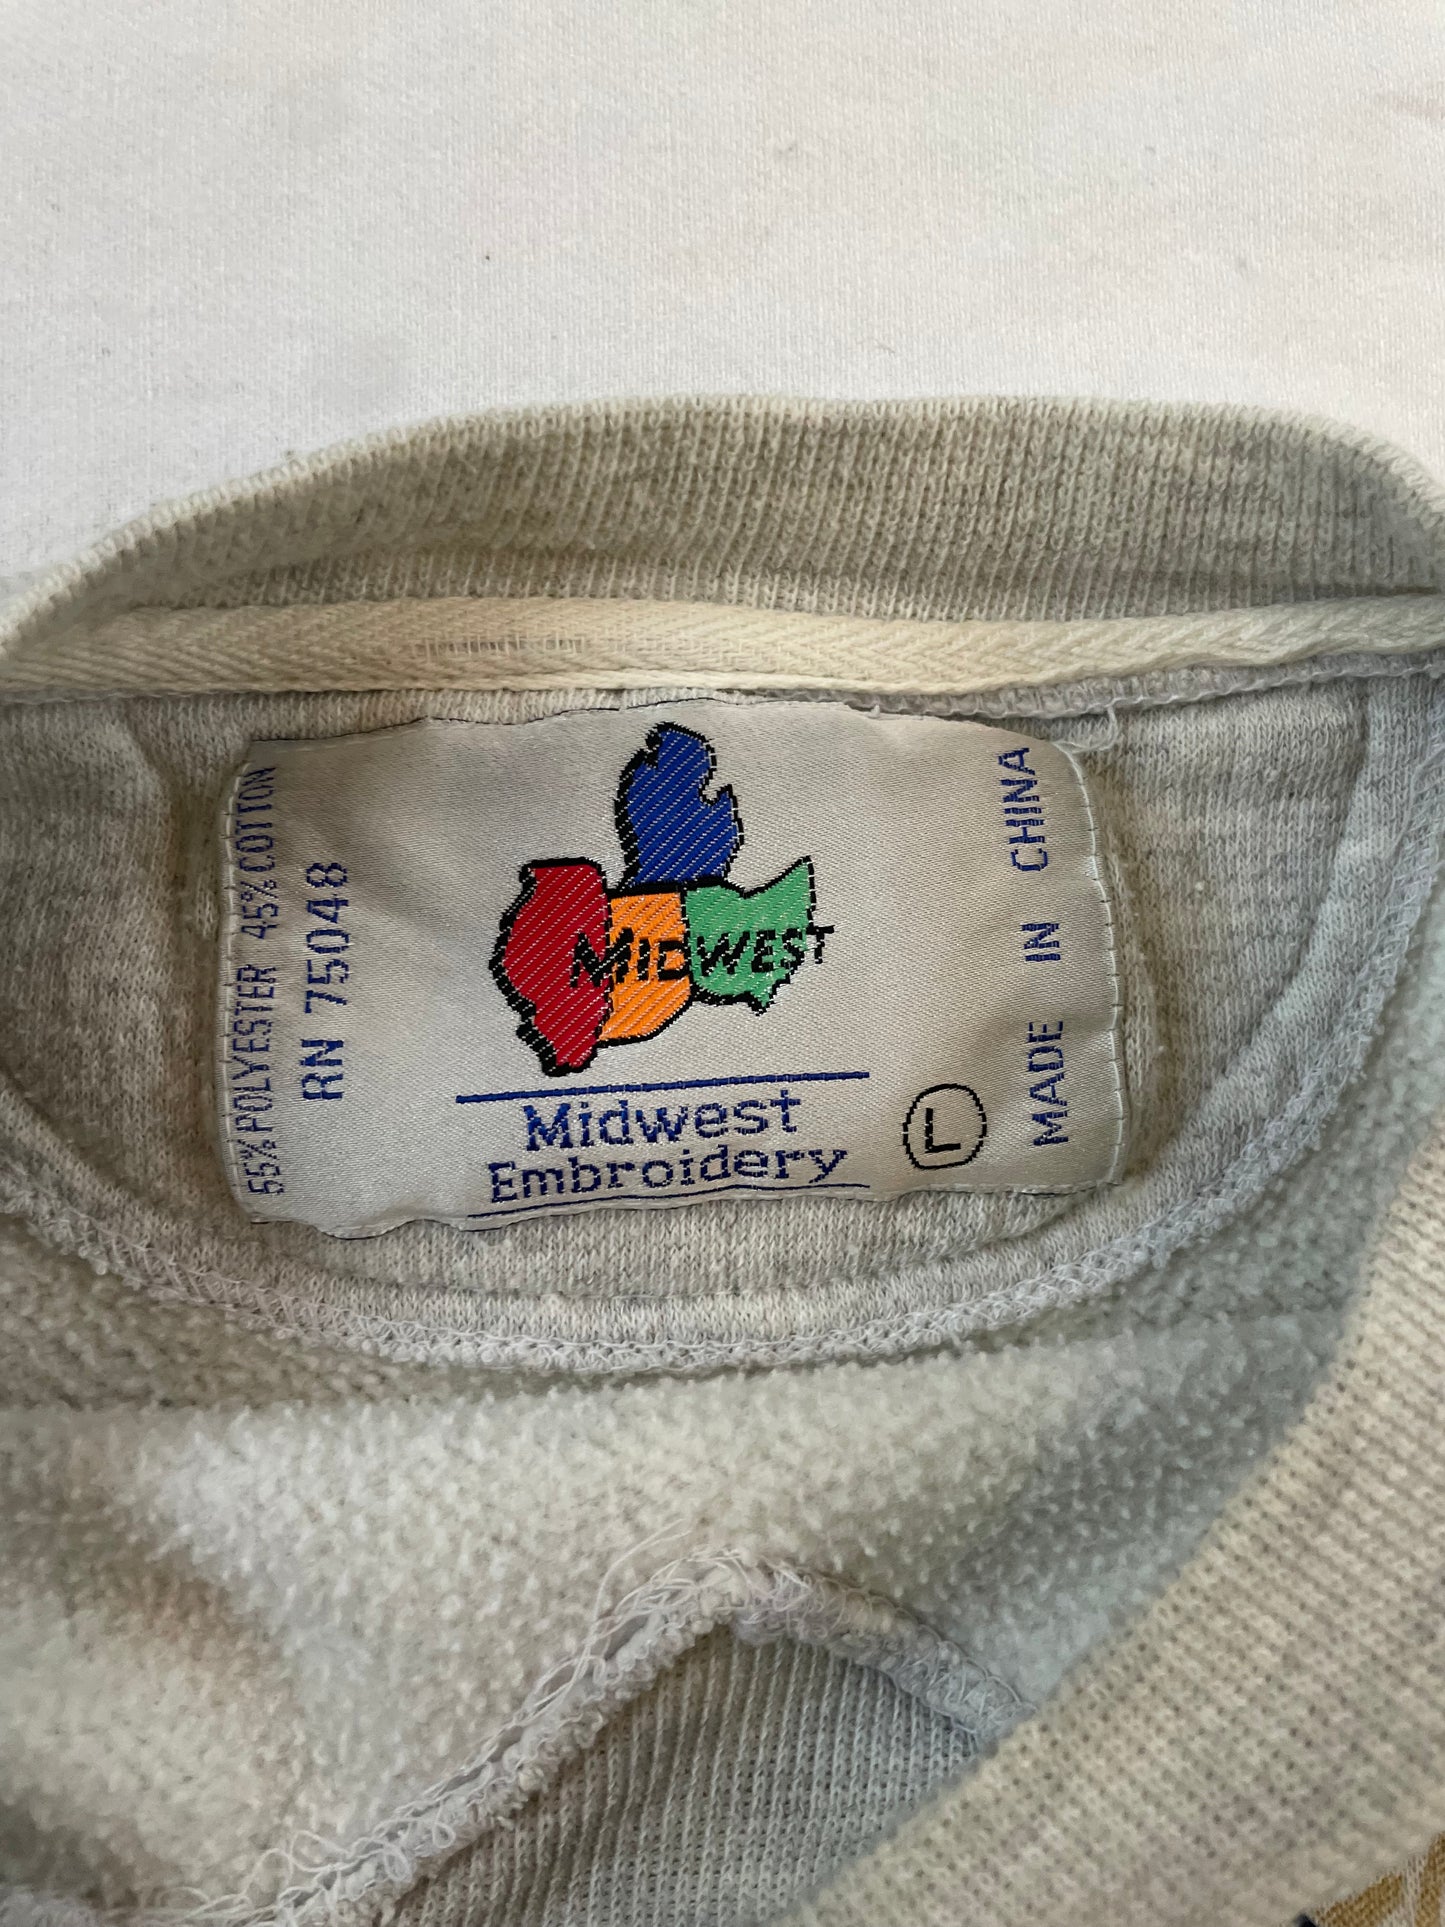 55% POLYESTER 45% COTTON
RN 75048
MIDWEST
Midwest
Embroidery
L
MADE IN CHINA